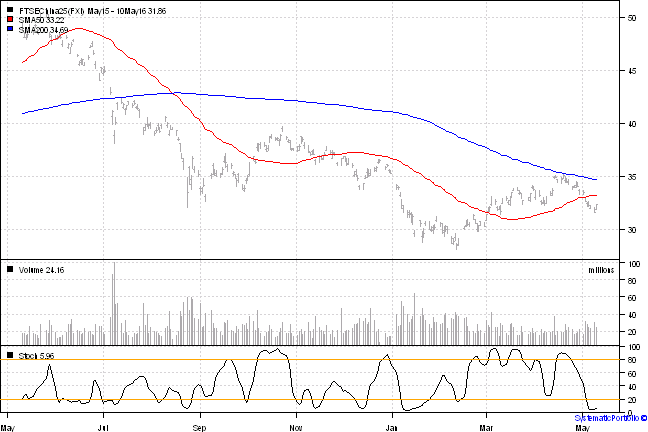 FTSEChina25(FXI) May15 - 10May16 31.86
SMA50 33.22
SMA200 34.69
50
45
40
35
30
Volume 24.16
millions
100
80
60
40
20
Stoch 5.96
100
80
60
40
20
0
May Jul Sep Nov Jan Mar May
SystematicPortfolio ©